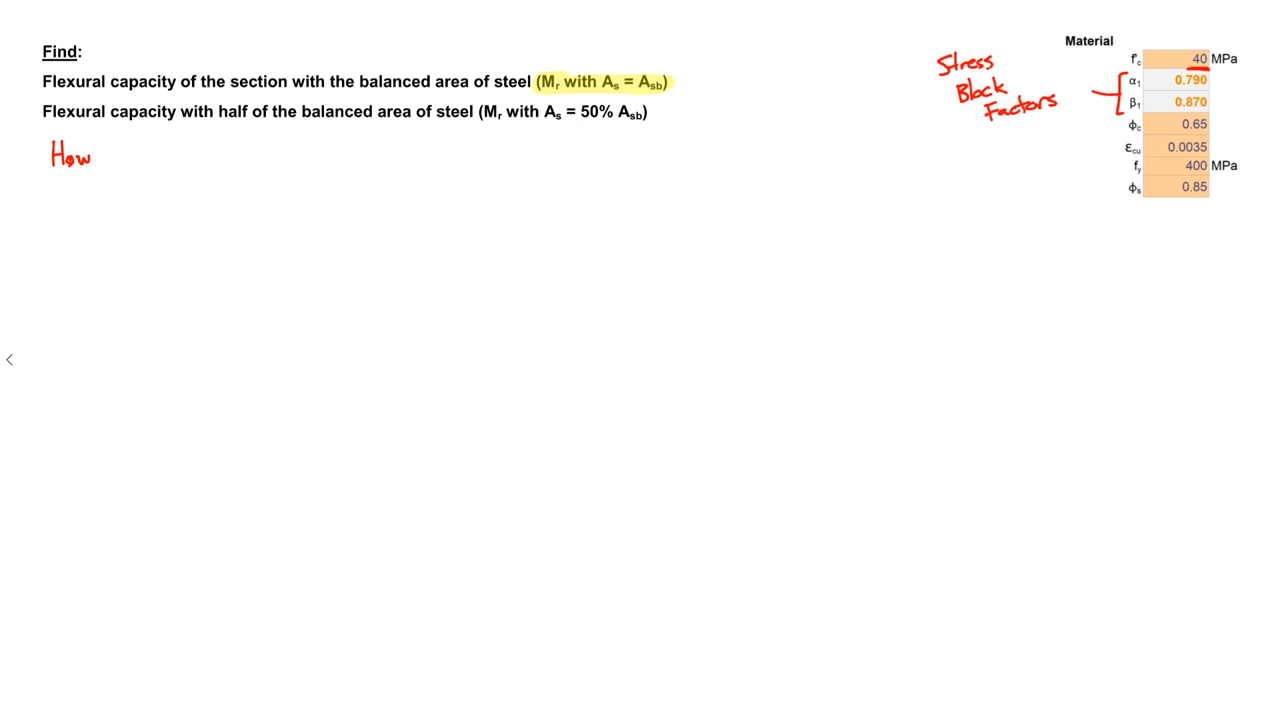 Find:
Flexural capacity of the section with the balanced area of steel (Mr with As = Asb)
Flexural capacity with half of the balanced area of steel (Mr with As = 50% Asb)
How
Stress
Block
Factors
Material
f'c 40 MPa
α1 0.790
β1 0.870
ϕc 0.65
εcu 0.0035
fy 400 MPa
ϕs 0.85